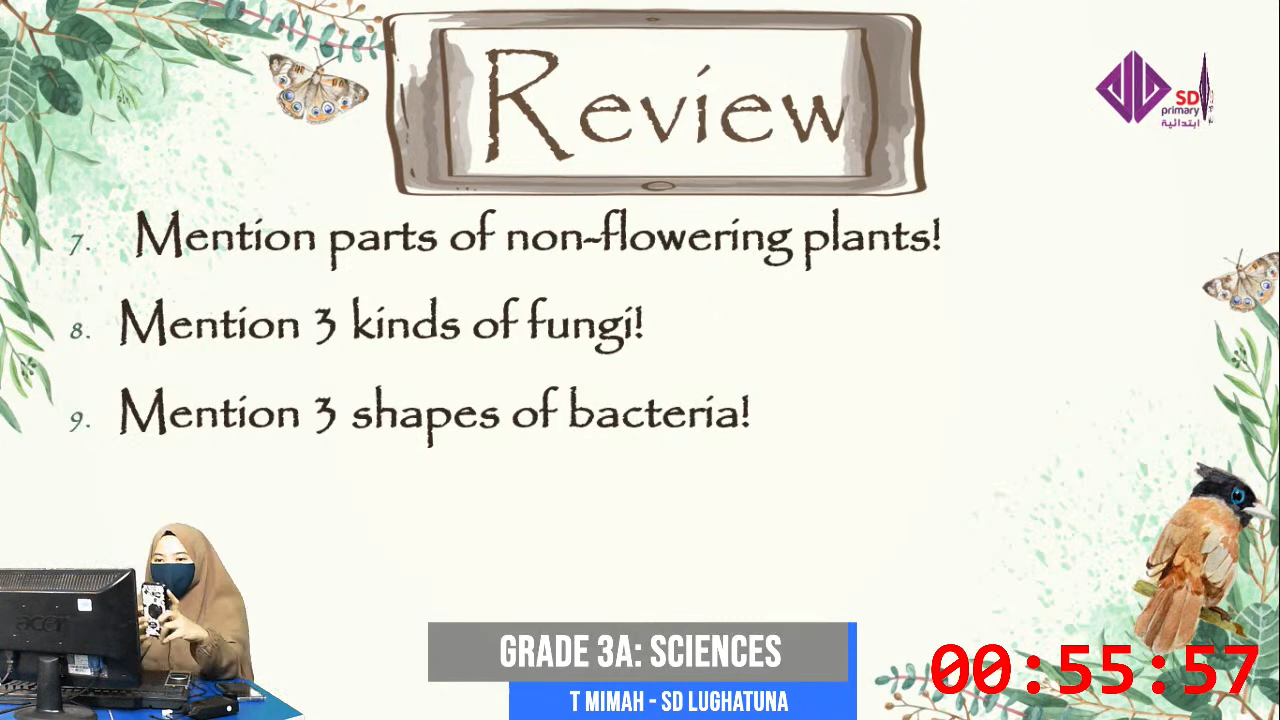 Review
SD
primary
ابتدائية
7. Mention parts of non-flowering plants!
8. Mention 3 kinds of fungi!
9. Mention 3 shapes of bacteria!
acer
GRADE 3A: SCIENCES
T MIMAH - SD LUGHATUNA
00:55:57